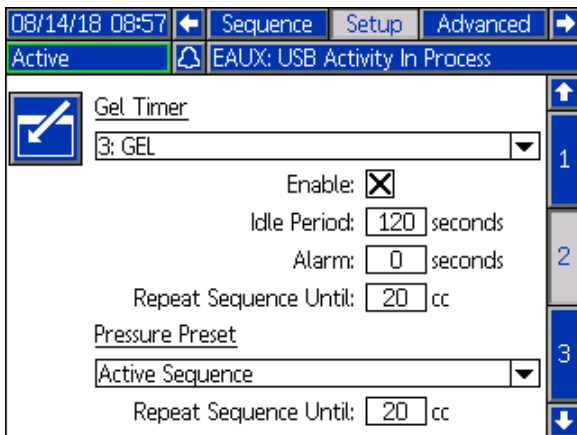 08/14/18 08:57 Sequence Setup Advanced
Active EAUX: USB Activity In Process
Gel Timer
3: GEL
1
Enable:
Idle Period: 120 seconds
Alarm: 0 seconds
2
Repeat Sequence Until: 20 cc
Pressure Preset
3
Active Sequence
Repeat Sequence Until: 20 cc